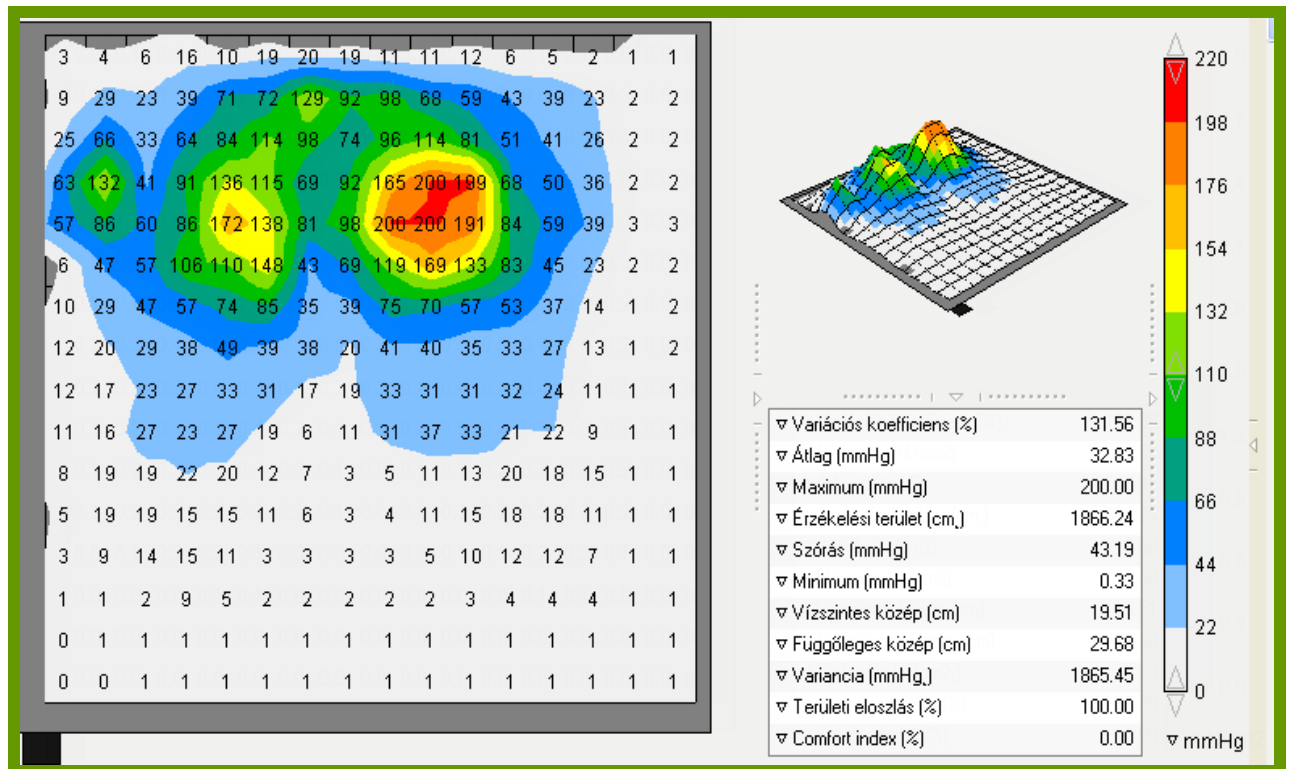 3 4 6 16 10 19 20 19 11 11 12 6 5 2 1 1
9 29 23 39 71 72 129 92 98 68 59 43 39 23 2 2
25 66 33 64 84 114 98 74 96 114 81 51 41 26 2 2
63 132 41 91 136 115 69 92 165 200 199 68 50 36 2 2
57 86 60 86 172 138 81 98 200 200 191 84 59 39 3 3
6 47 57 106 110 148 43 69 119 169 133 83 45 23 2 2
10 29 47 57 74 85 35 39 75 70 57 53 37 14 1 2
12 20 29 38 49 39 38 20 41 40 35 33 27 13 1 2
12 17 23 27 33 31 17 19 33 31 31 32 24 11 1 1
11 16 27 23 27 19 6 11 31 37 33 21 22 9 1 1
8 19 19 22 20 12 7 3 5 11 13 20 18 15 1 1
5 19 19 15 15 11 6 3 4 11 15 18 18 11 1 1
3 9 14 15 11 3 3 3 3 5 10 12 12 7 1 1
1 1 2 9 5 2 2 2 2 2 3 4 4 4 1 1
0 1 1 1 1 1 1 1 1 1 1 1 1 1 1 1
0 0 1 1 1 1 1 1 1 1 1 1 1 1 1 1
Variációs koefficiens (%) 131.56
Átlag (mmHg) 32.83
Maximum (mmHg) 200.00
Érzékelési terület (cm˛) 1866.24
Szórás (mmHg) 43.19
Minimum (mmHg) 0.33
Vízszintes közép (cm) 19.51
Függőleges közép (cm) 29.68
Variancia (mmHg˛) 1865.45
Területi eloszlás (%) 100.00
Comfort index (%) 0.00
220
198
176
154
132
110
88
66
44
22
0
mmHg